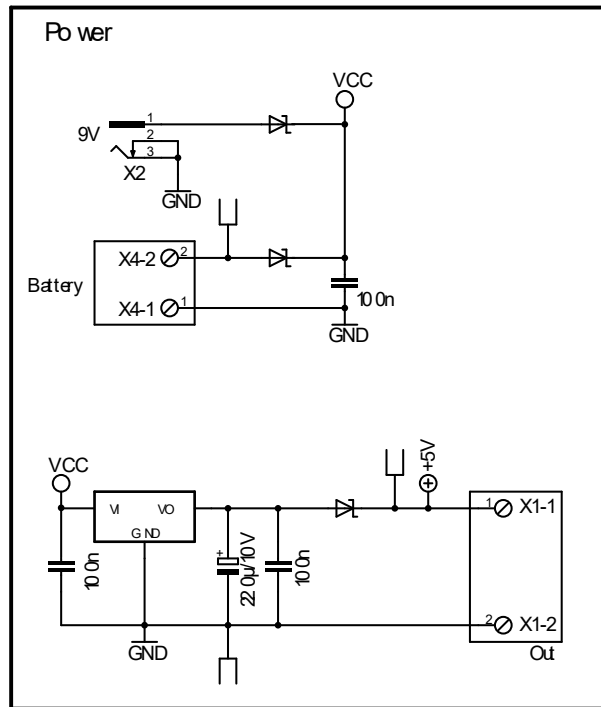 Power
VCC
9V
1
2
3
X2
GND
X4-2
2
Battery
X4-1
1
100n
GND
VCC
+5V
VI
VO
GND
1
X1-1
100n
220µ/10V
+
100n
2
X1-2
GND
Out